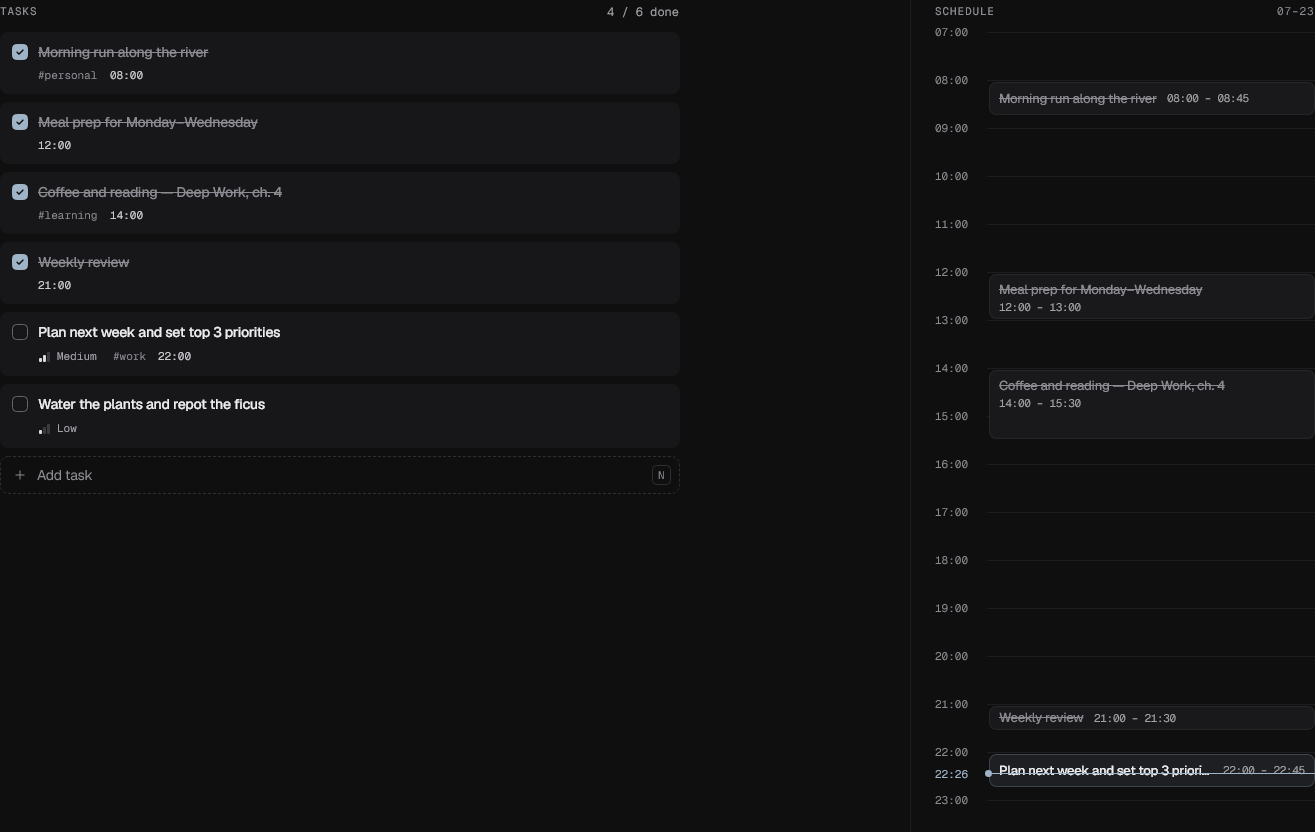 TASKS
4 / 6 done
Morning run along the river
#personal 08:00
Meal prep for Monday–Wednesday
12:00
Coffee and reading — Deep Work, ch. 4
#learning 14:00
Weekly review
21:00
Plan next week and set top 3 priorities
Medium #work 22:00
Water the plants and repot the ficus
Low
+ Add task N
SCHEDULE
07–23
07:00
08:00
Morning run along the river 08:00 – 08:45
09:00
10:00
11:00
12:00
Meal prep for Monday–Wednesday
12:00 – 13:00
13:00
14:00
Coffee and reading — Deep Work, ch. 4
14:00 – 15:30
15:00
16:00
17:00
18:00
19:00
20:00
21:00
Weekly review 21:00 – 21:30
22:00
22:26
Plan next week and set top 3 priori… 22:00 – 22:45
23:00